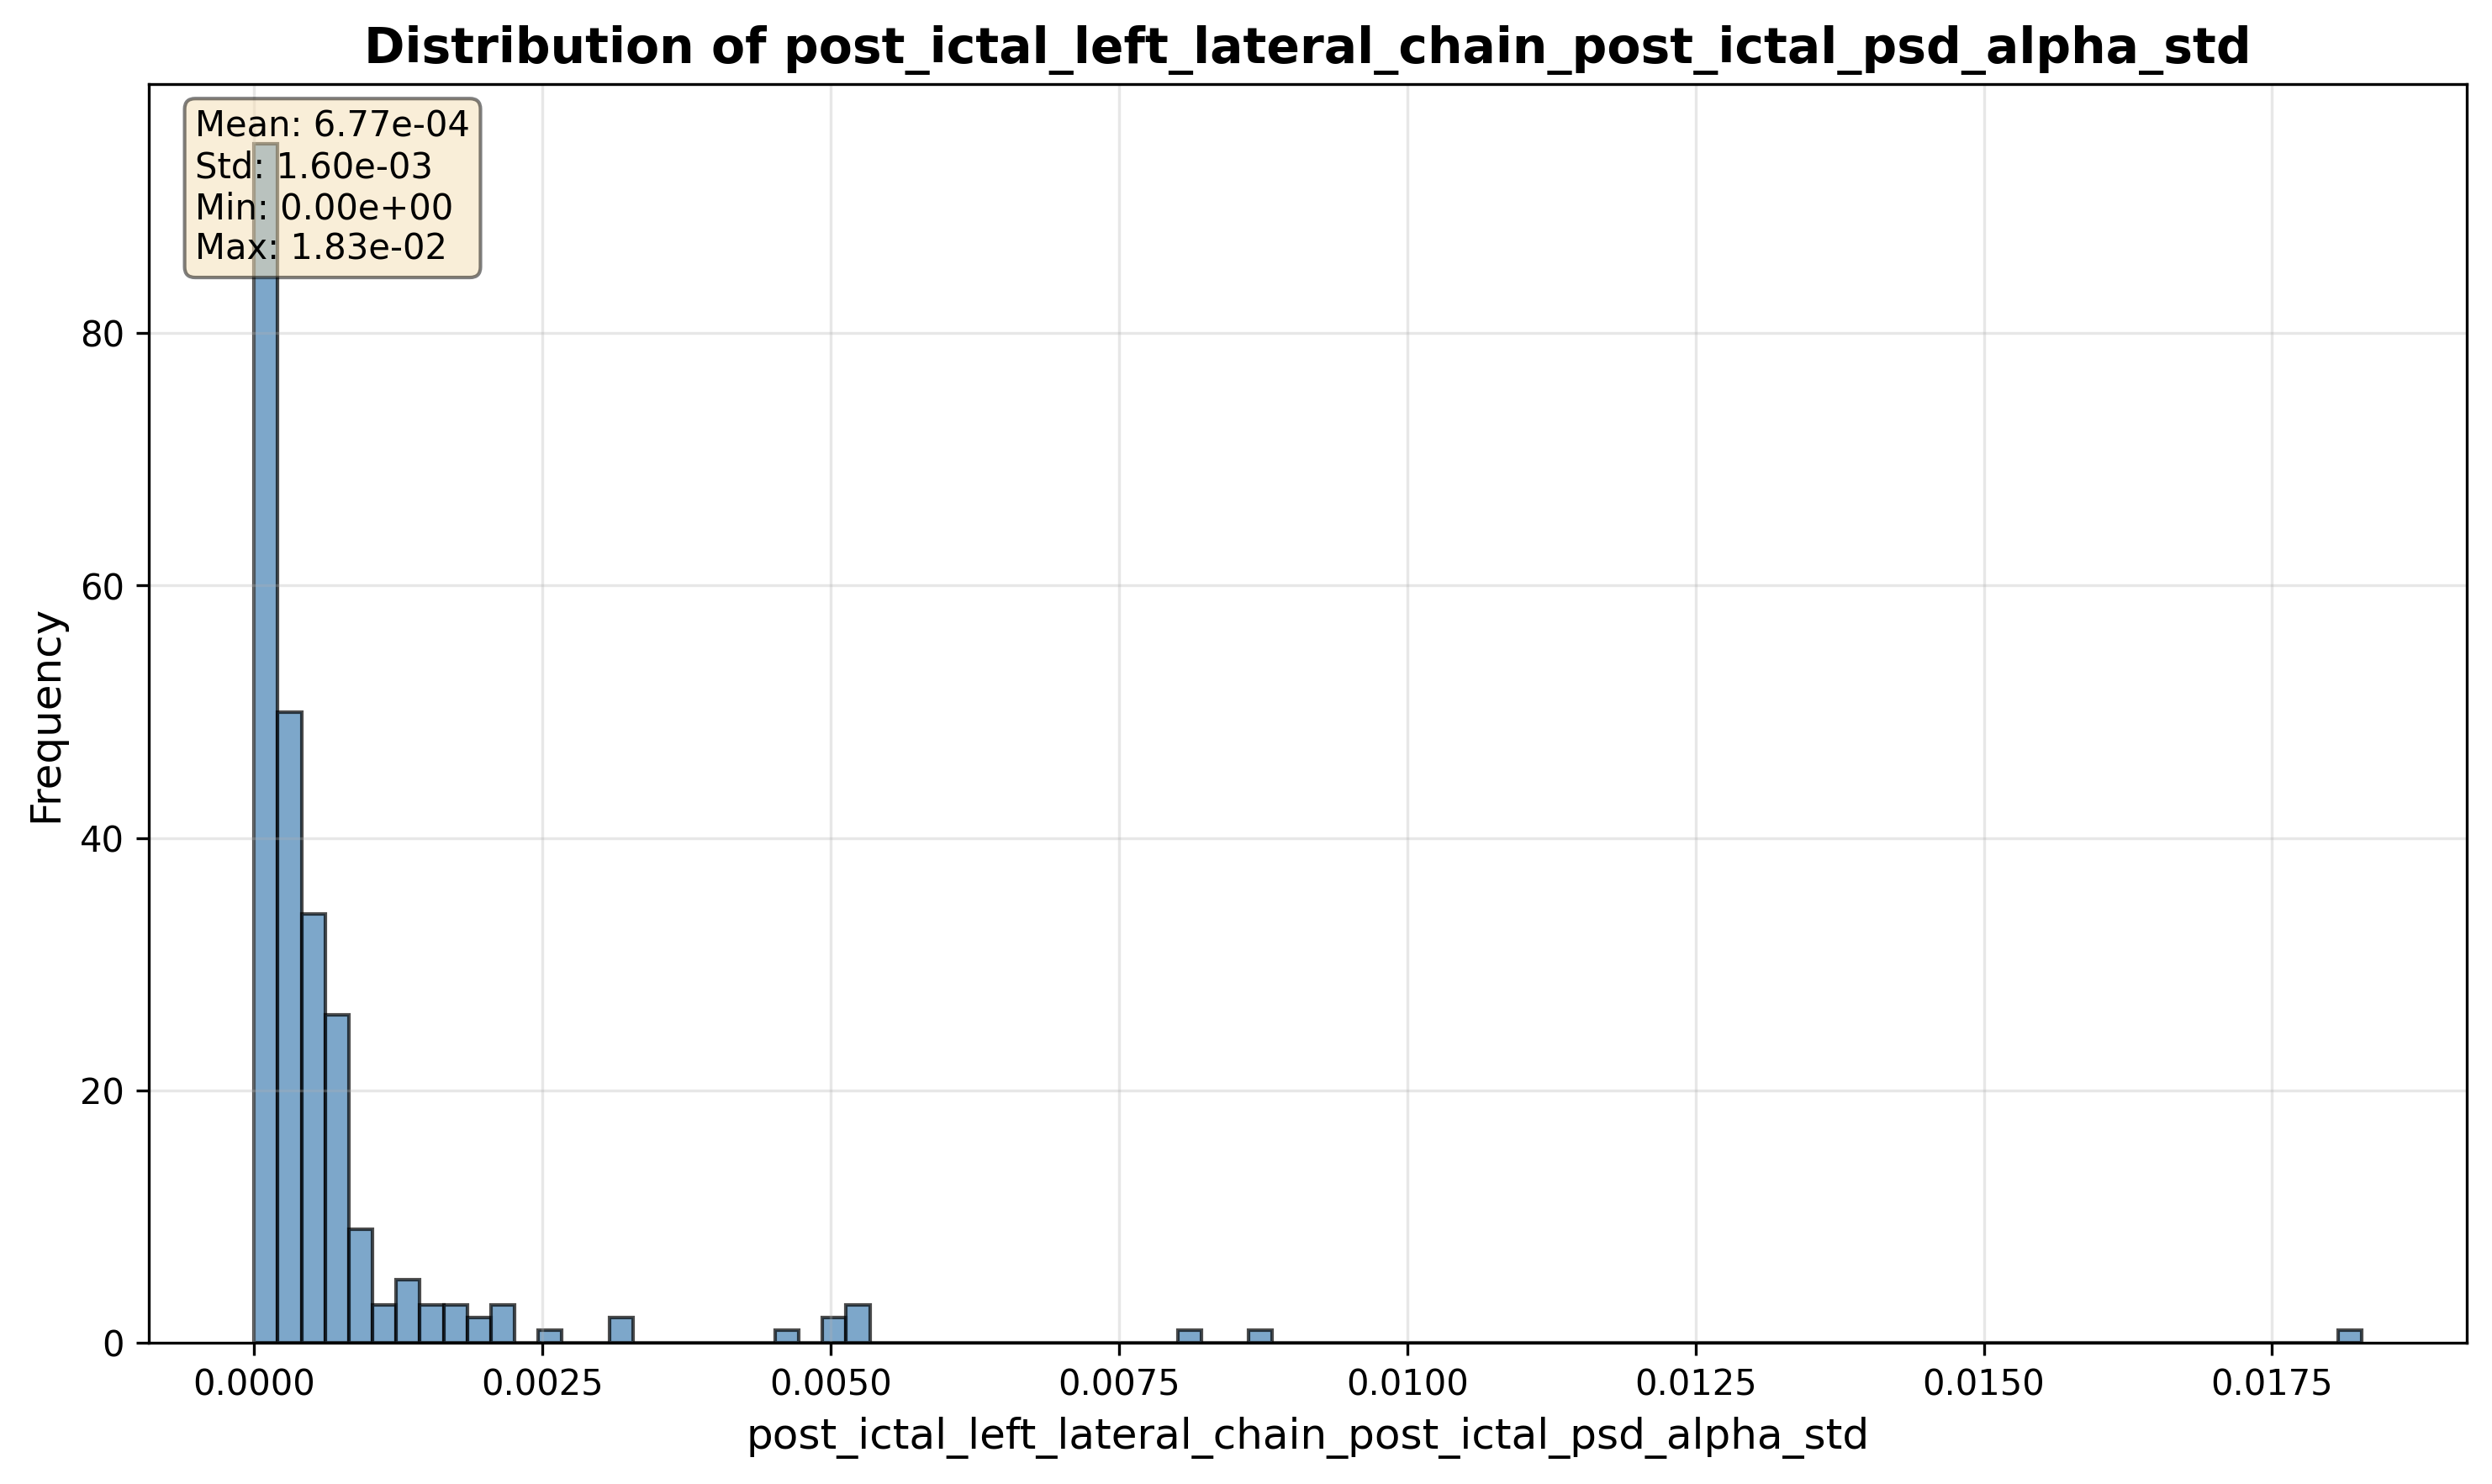 Distribution of post_ictal_left_lateral_chain_post_ictal_psd_alpha_std
Mean: 6.77e-04
Std: 1.60e-03
Min: 0.00e+00
Max: 1.83e-02
80
60
40
20
0
Frequency
0.0000 0.0025 0.0050 0.0075 0.0100 0.0125 0.0150 0.0175
post_ictal_left_lateral_chain_post_ictal_psd_alpha_std